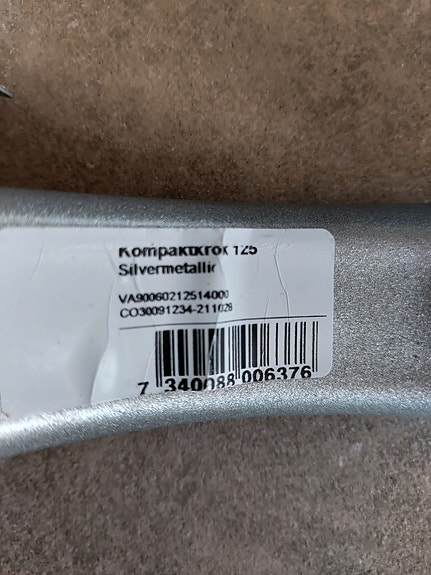 Kompaktkrok 125
Silvermetallic
VA90060212514000
CO30091234-211028
7 340088 006376